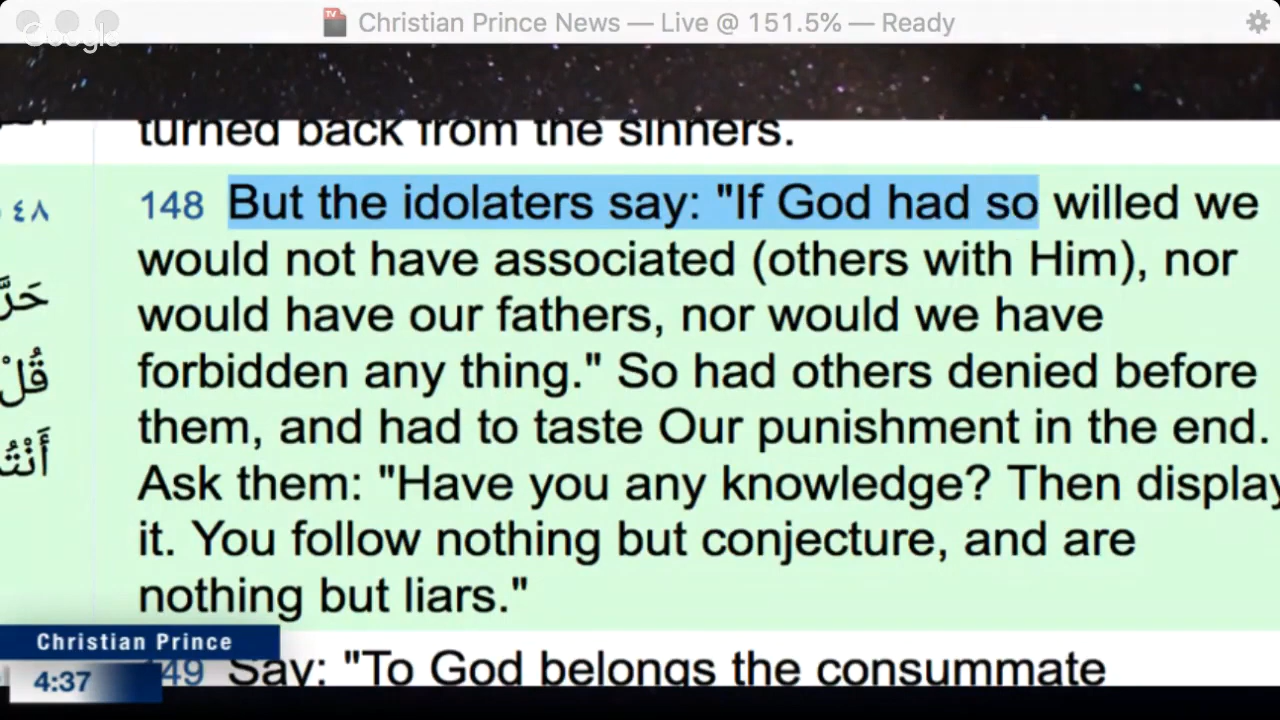 Christian Prince News — Live @ 151.5% — Ready
Google
turned back from the sinners.
148 But the idolaters say: "If God had so willed we
would not have associated (others with Him), nor
would have our fathers, nor would we have
forbidden any thing." So had others denied before
them, and had to taste Our punishment in the end.
Ask them: "Have you any knowledge? Then display
it. You follow nothing but conjecture, and are
nothing but liars."
149 Say: "To God belongs the consummate
٤٨
قُلْ
Christian Prince
4:37